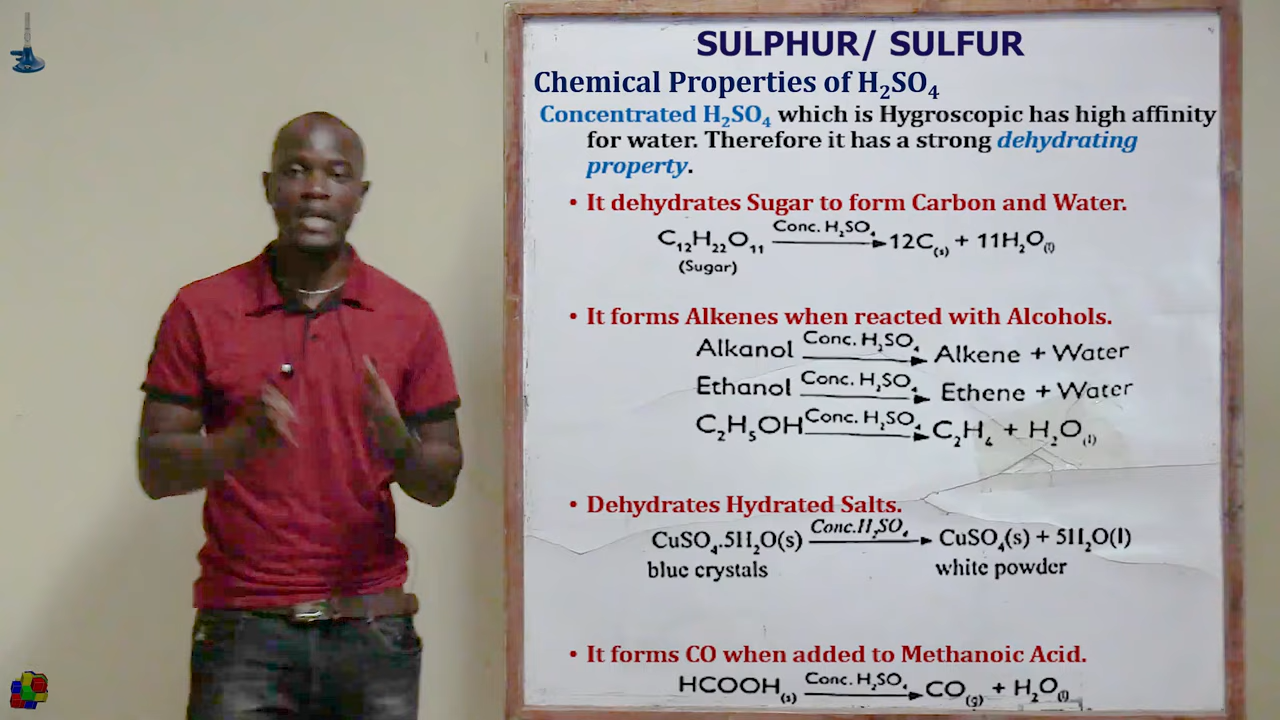 SULPHUR/ SULFUR
Chemical Properties of H₂SO₄
Concentrated H₂SO₄ which is Hygroscopic has high affinity
for water. Therefore it has a strong dehydrating
property.
• It dehydrates Sugar to form Carbon and Water.
C₁₂H₂₂O₁₁ Conc. H₂SO₄ → 12C(s) + 11H₂O(l)
(Sugar)
• It forms Alkenes when reacted with Alcohols.
Alkanol Conc. H₂SO₄ → Alkene + Water
Ethanol Conc. H₂SO₄ → Ethene + Water
C₂H₅OH Conc. H₂SO₄ → C₂H₄ + H₂O(l)
• Dehydrates Hydrated Salts.
CuSO₄.5H₂O(s) Conc.H₂SO₄ → CuSO₄(s) + 5H₂O(l)
blue crystals white powder
• It forms CO when added to Methanoic Acid.
HCOOH(s) Conc. H₂SO₄ → CO(g) + H₂O(l)